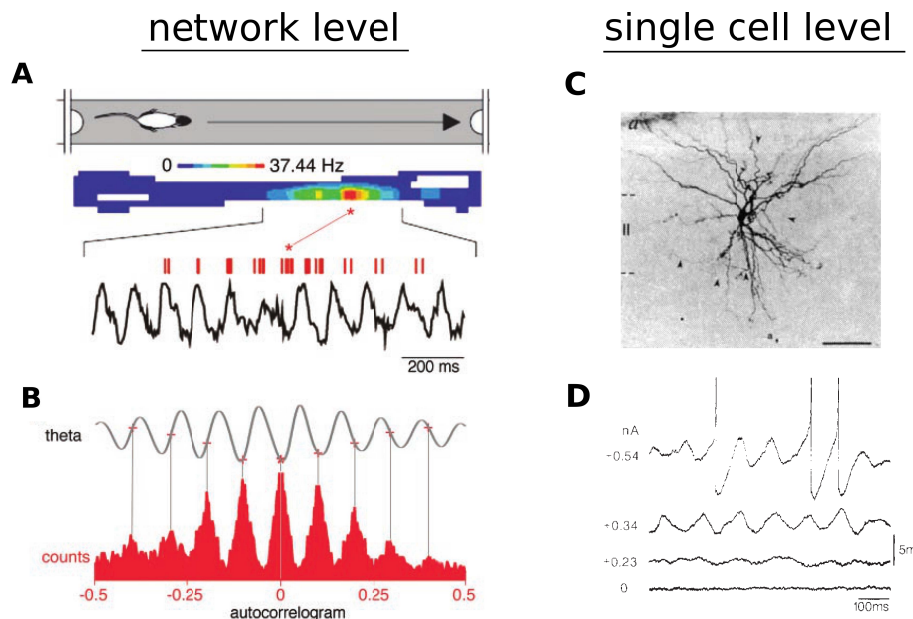 network level
single cell level
A
0 37.44 Hz
*
*
200 ms
B
theta
counts
-0.5 -0.25 0 0.25 0.5
autocorrelogram
C
a
II
a
D
nA
+0.54
+0.34
+0.23
0
5m
100ms